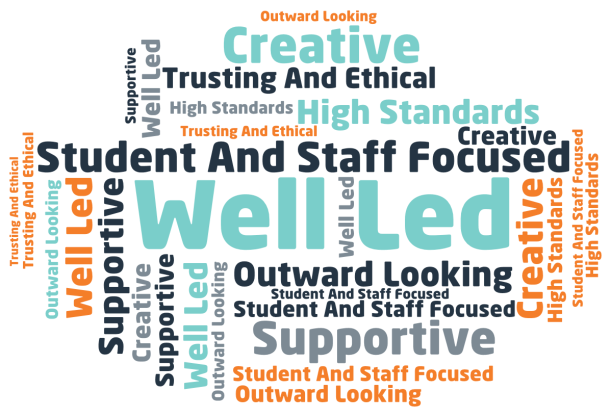 Outward Looking
Creative
Supportive
Well Led
Trusting And Ethical
High Standards
High Standards
Trusting And Ethical
Creative
Student And Staff Focused
Trusting And Ethical
Trusting And Ethical
Outward Looking
Well Led
Supportive
Well Led
Well Led
Creative
High Standards
Student And Staff Focused
High Standards
Creative
Supportive
Well Led
Outward Looking
Outward Looking
Student And Staff Focused
Student And Staff Focused
Supportive
Student And Staff Focused
Outward Looking